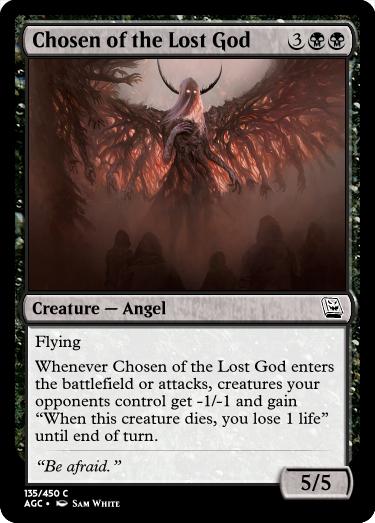 Chosen of the Lost God 3
Creature — Angel
Flying
Whenever Chosen of the Lost God enters
the battlefield or attacks, creatures your
opponents control get -1/-1 and gain
“When this creature dies, you lose 1 life”
until end of turn.
“Be afraid.”
5/5
135/450 C
AGC • Sam White